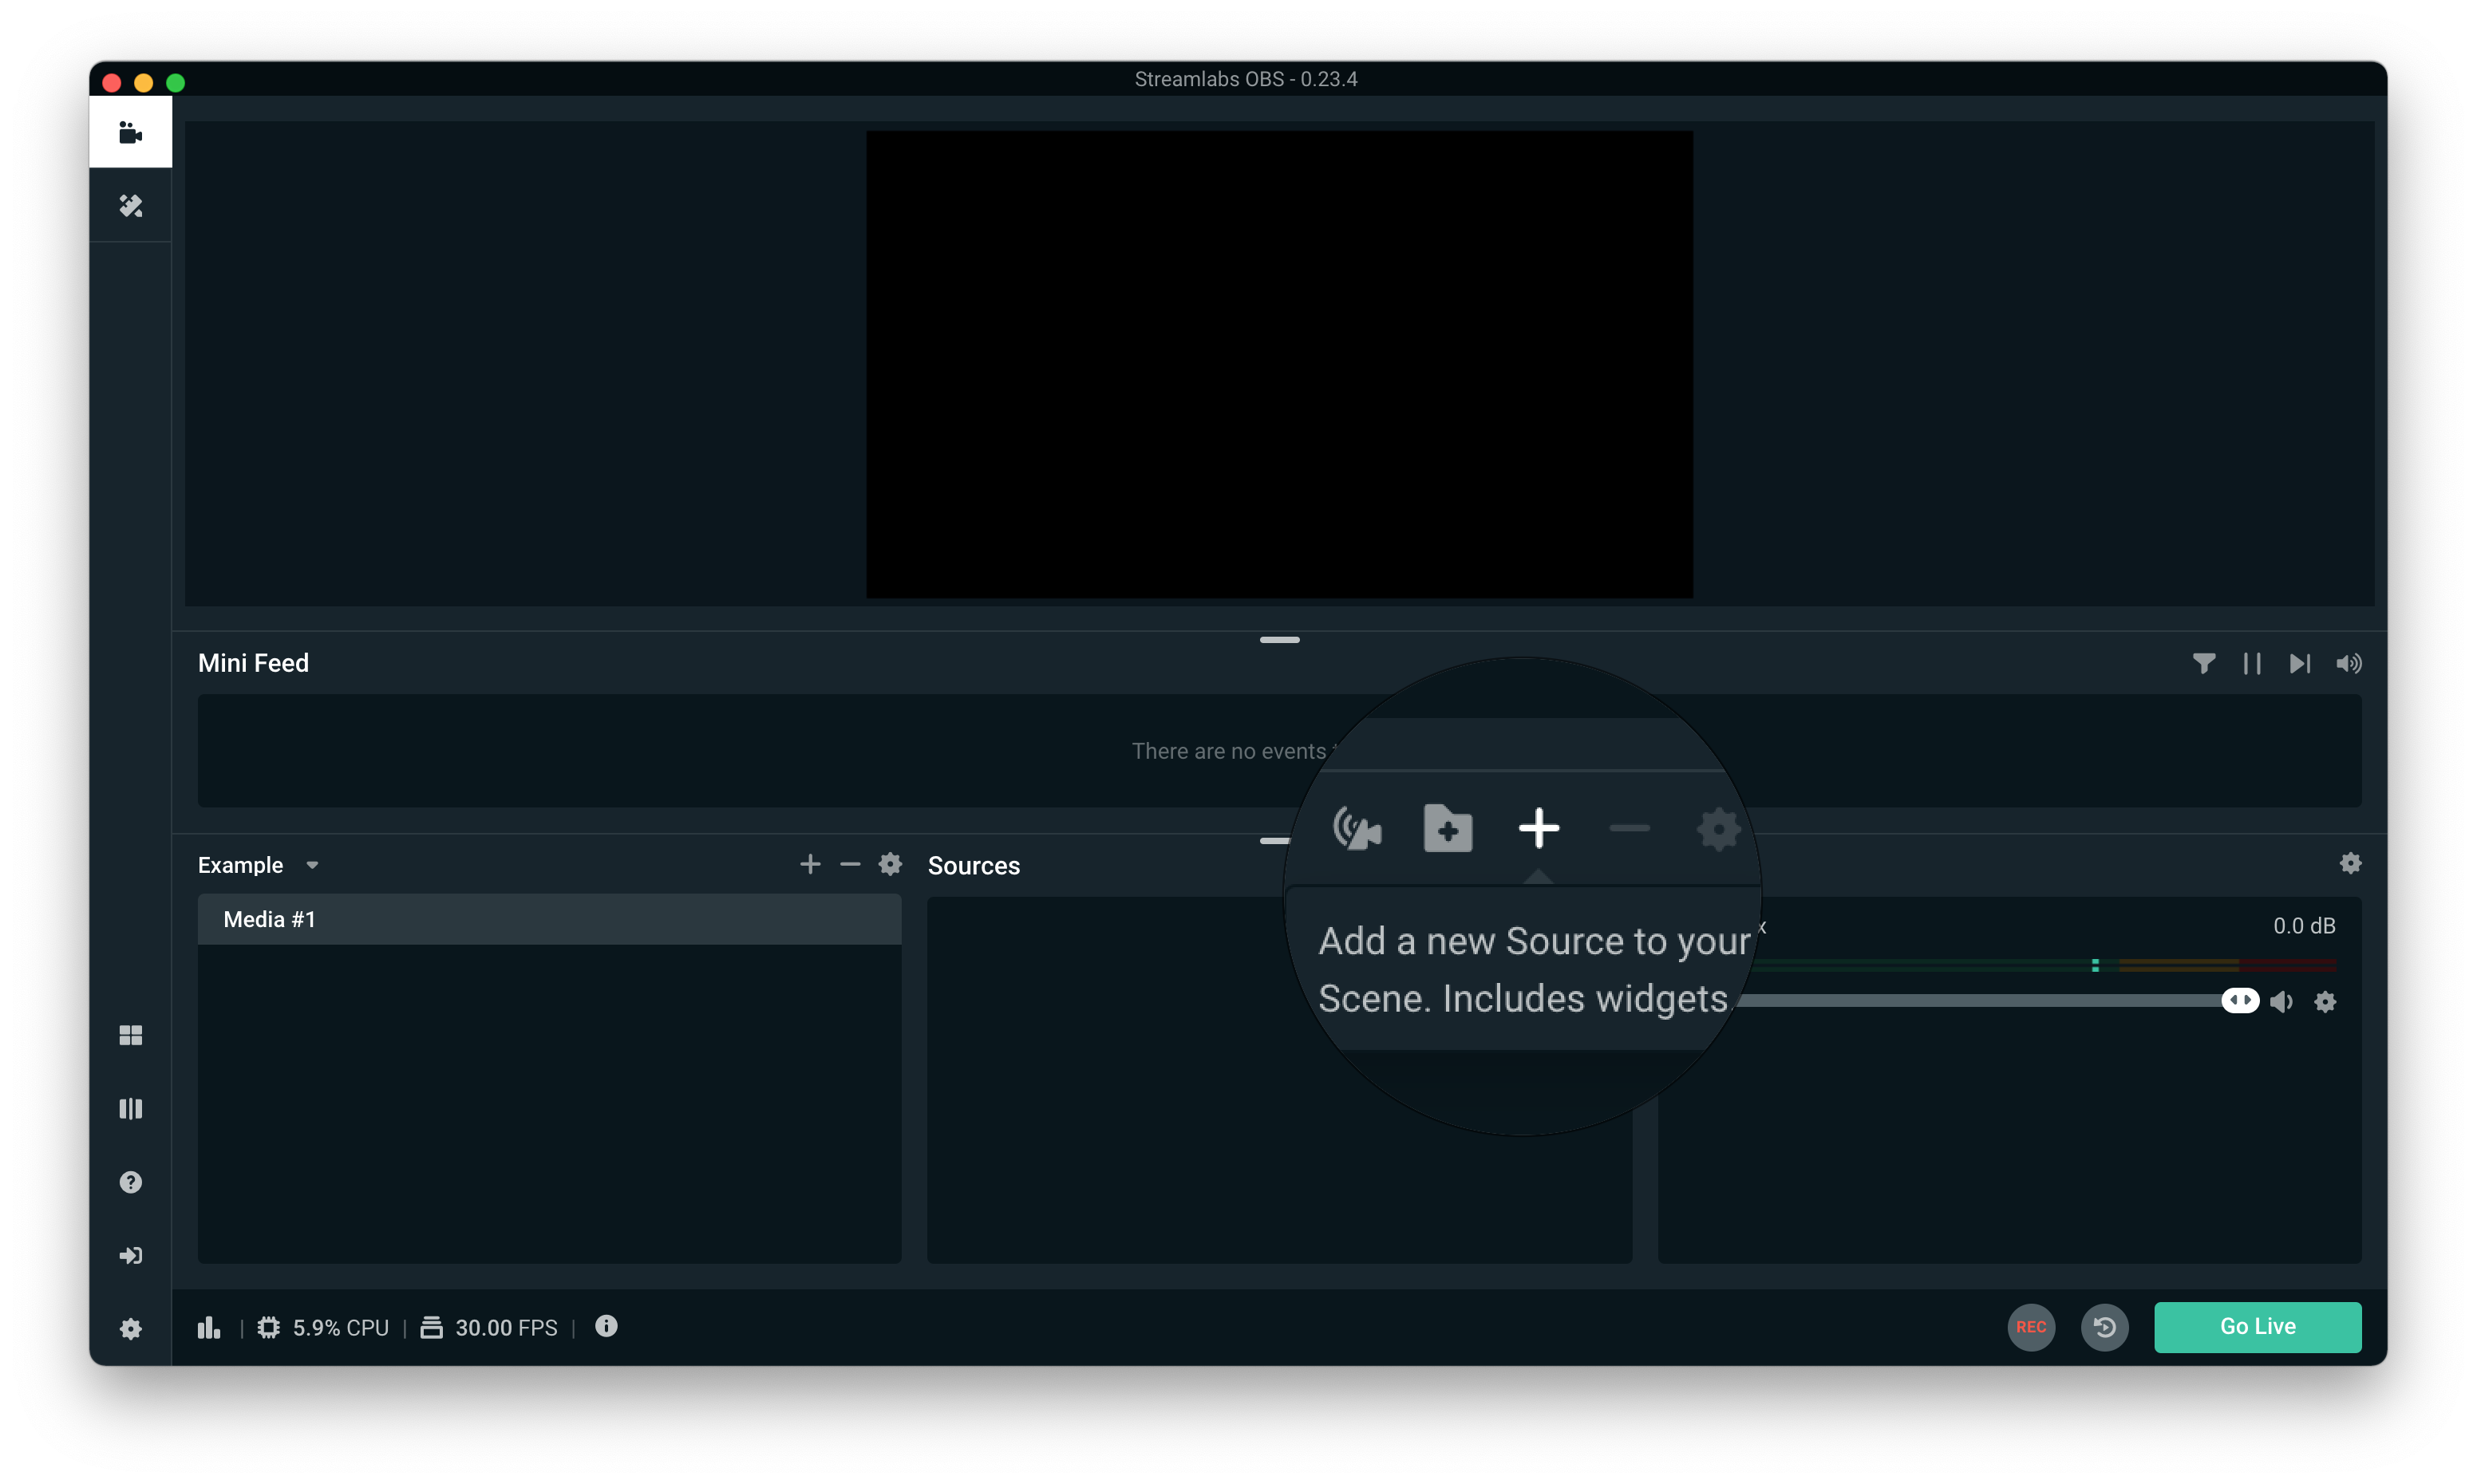 Streamlabs OBS - 0.23.4
Mini Feed
There are no events
Example
Sources
Media #1
Add a new Source to your
Scene. Includes widgets.
0.0 dB
5.9% CPU
30.00 FPS
REC
Go Live